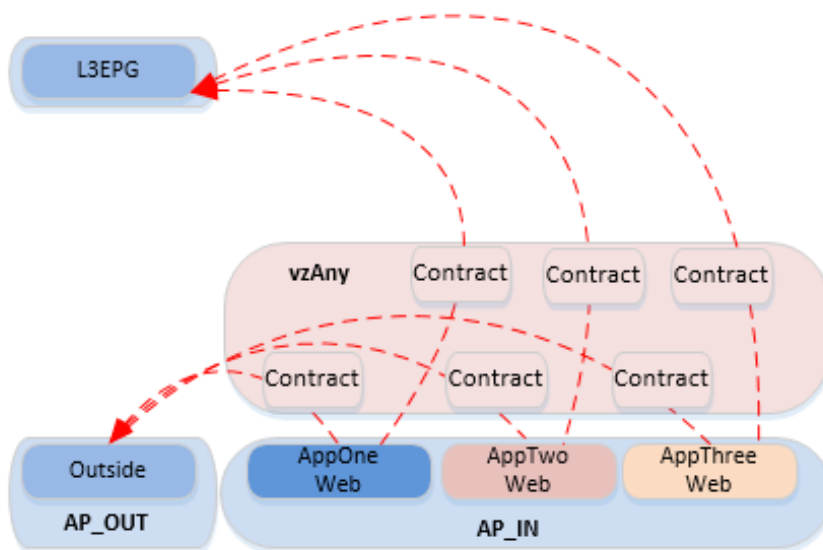 L3EPG
vzAny
Contract
Contract
Contract
Contract
Contract
Contract
Outside
AP_OUT
AppOne
Web
AppTwo
Web
AppThree
Web
AP_IN